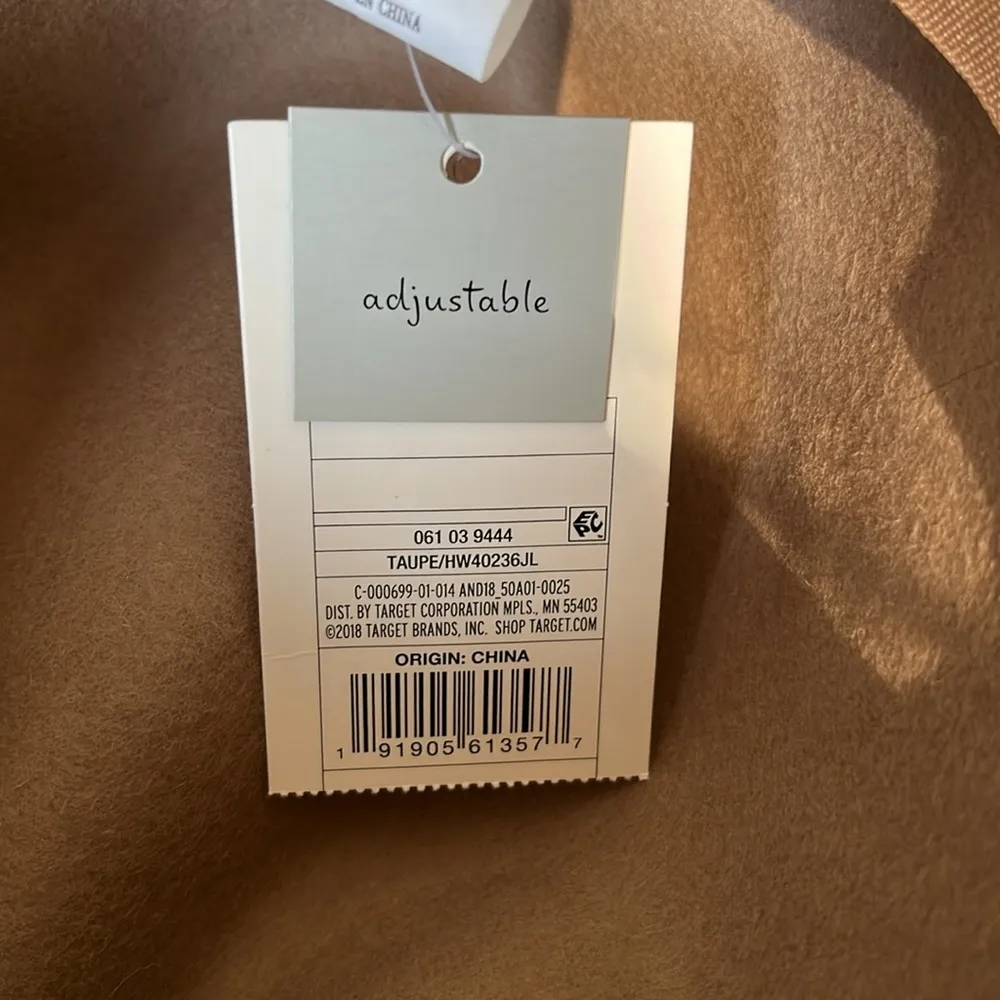 CHINA
adjustable
EPC
061 03 9444
TAUPE/HW40236JL
C-000699-01-014 AND18_50A01-0025
DIST. BY TARGET CORPORATION MPLS., MN 55403
©2018 TARGET BRANDS, INC. SHOP TARGET.COM
ORIGIN: CHINA
1 91905 61357 7